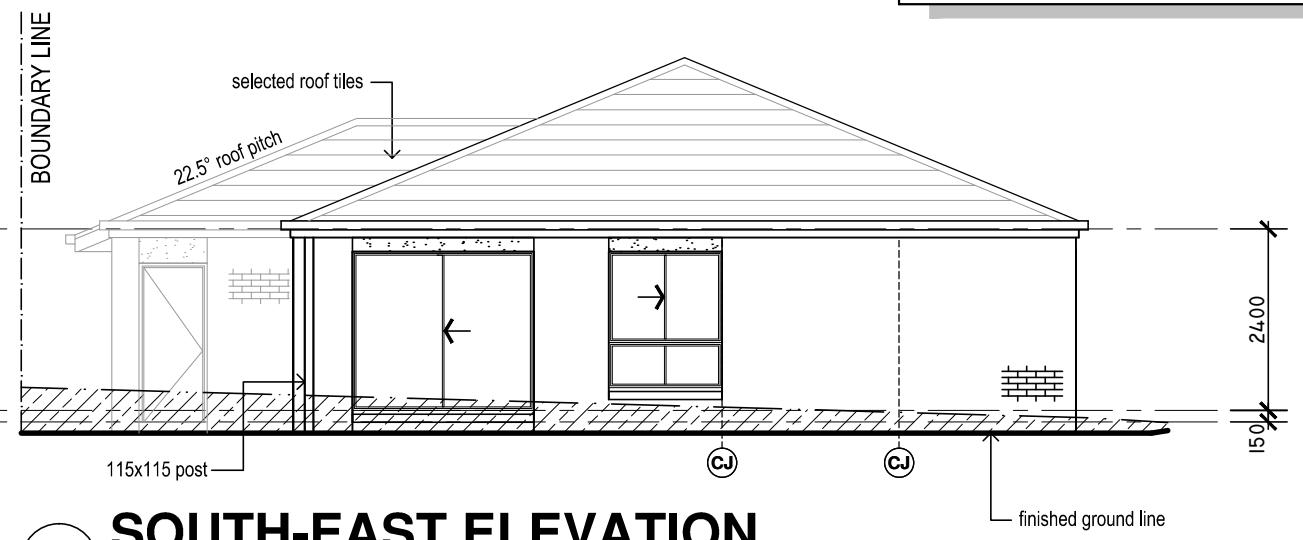 BOUNDARY LINE
selected roof tiles
22.5° roof pitch
2400
150
115x115 post
CJ
CJ
finished ground line
SOUTH-EAST ELEVATION